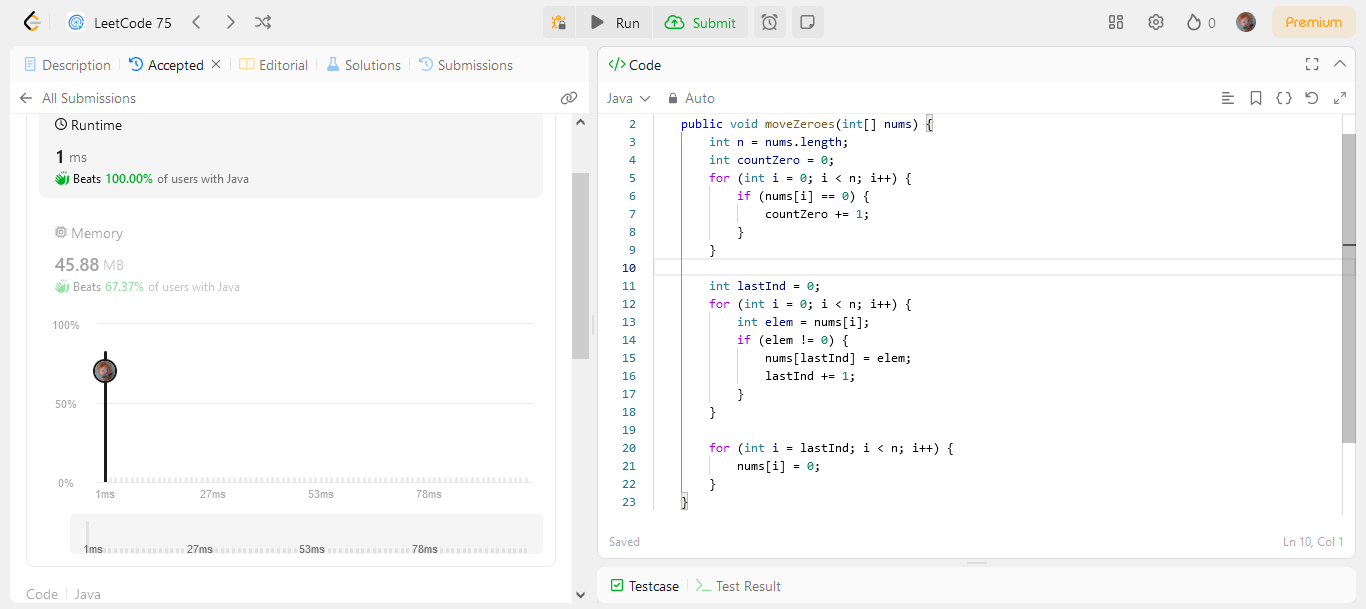 LeetCode 75
Run
Submit
0
Premium
Description
Accepted
Editorial
Solutions
Submissions
All Submissions
Runtime
1 ms
Beats 100.00% of users with Java
Memory
45.88 MB
Beats 67.37% of users with Java
100%
50%
0%
1ms 27ms 53ms 78ms
1ms 27ms 53ms 78ms
Code
Java
</> Code
Java
Auto
2 public void moveZeroes(int[] nums) {
3 int n = nums.length;
4 int countZero = 0;
5 for (int i = 0; i < n; i++) {
6 if (nums[i] == 0) {
7 countZero += 1;
8 }
9 }
10
11 int lastInd = 0;
12 for (int i = 0; i < n; i++) {
13 int elem = nums[i];
14 if (elem != 0) {
15 nums[lastInd] = elem;
16 lastInd += 1;
17 }
18 }
19
20 for (int i = lastInd; i < n; i++) {
21 nums[i] = 0;
22 }
23 }
Saved
Ln 10, Col 1
Testcase
Test Result